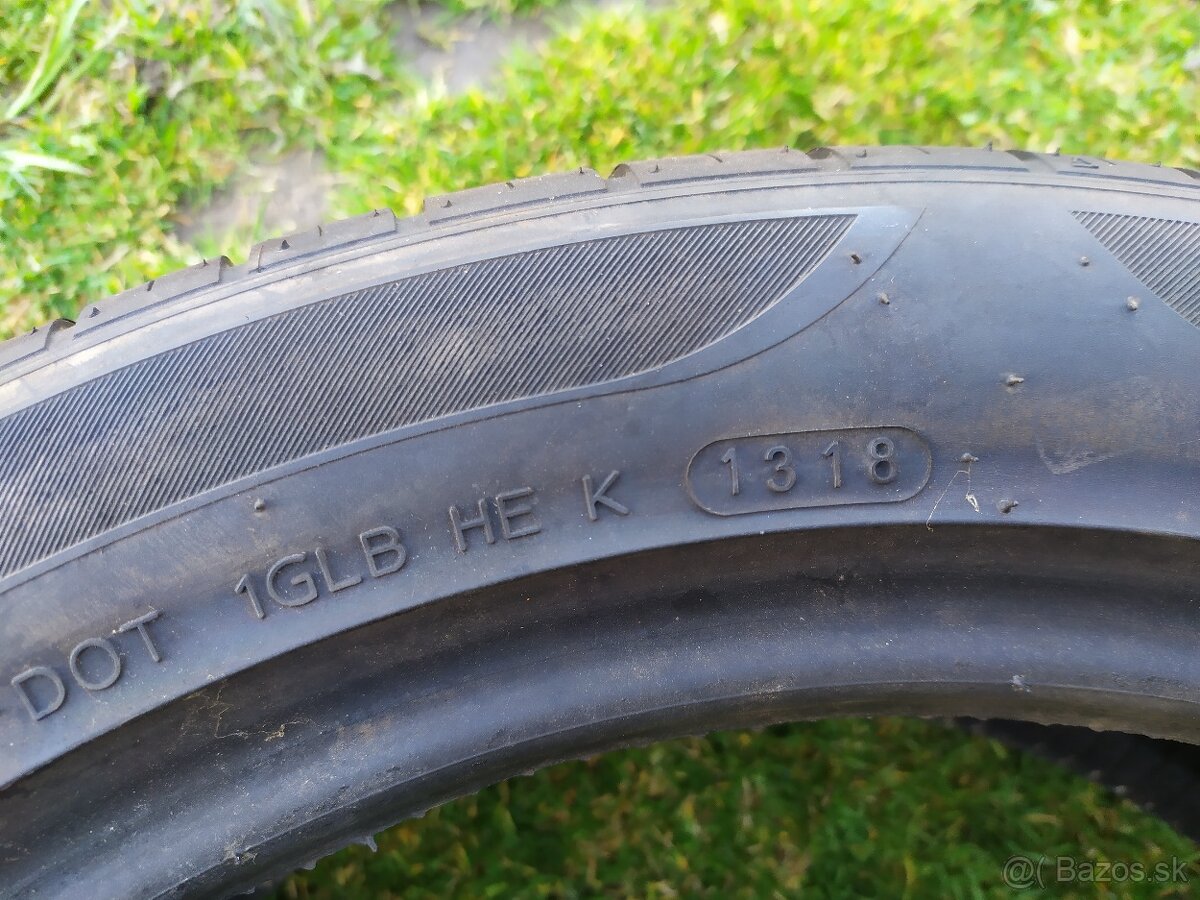 DOT 1GLB HE K 1318
@( Bazos.sk